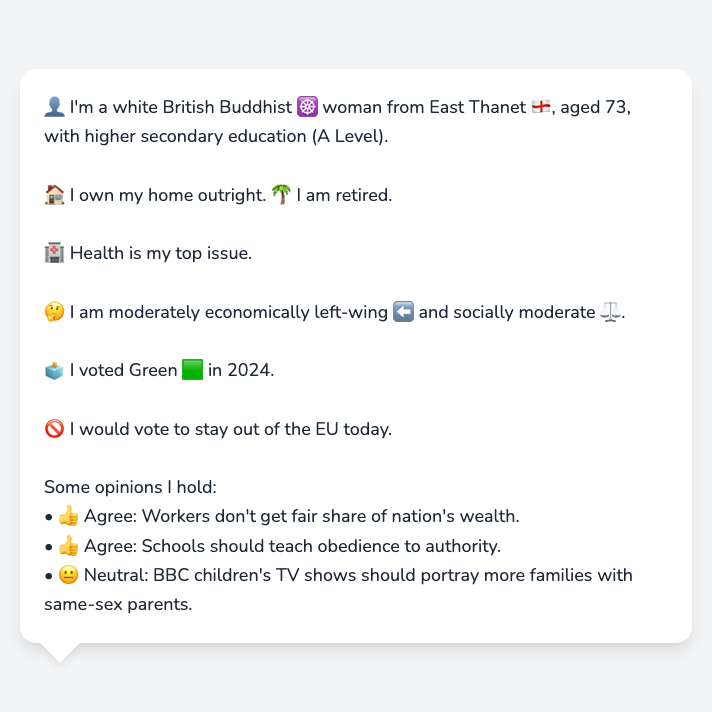 👤 I'm a white British Buddhist ☸️ woman from East Thanet 🏴󠁧󠁢󠁥󠁮󠁧󠁿, aged 73,
with higher secondary education (A Level).
🏠 I own my home outright. 🌴 I am retired.
🏥 Health is my top issue.
🤔 I am moderately economically left-wing ⬅️ and socially moderate ⚖️.
🗳️ I voted Green 🟩 in 2024.
🚫 I would vote to stay out of the EU today.
Some opinions I hold:
• 👍 Agree: Workers don't get fair share of nation's wealth.
• 👍 Agree: Schools should teach obedience to authority.
• 😐 Neutral: BBC children's TV shows should portray more families with
same-sex parents.